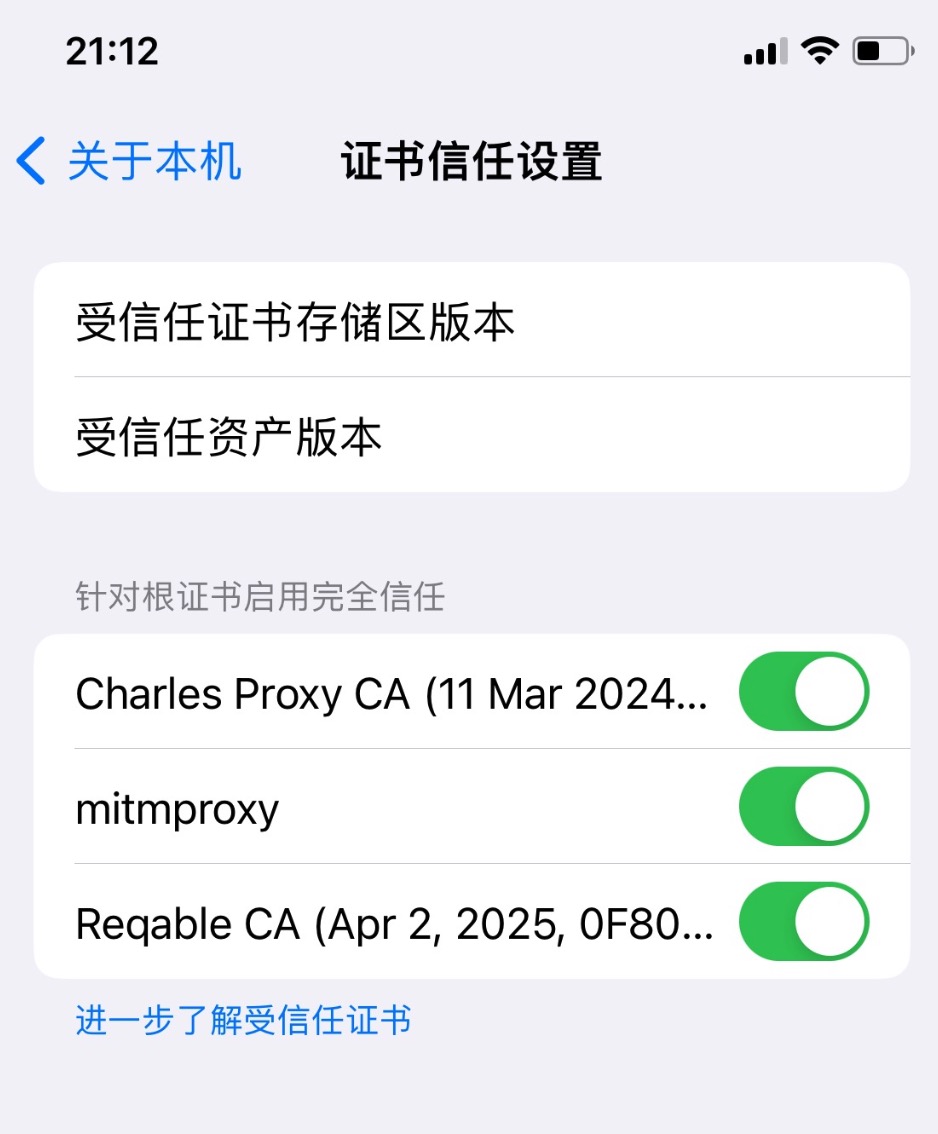 21:12
关于本机
证书信任设置
受信任证书存储区版本
受信任资产版本
针对根证书启用完全信任
Charles Proxy CA (11 Mar 2024...
mitmproxy
Reqable CA (Apr 2, 2025, 0F80...
进一步了解受信任证书